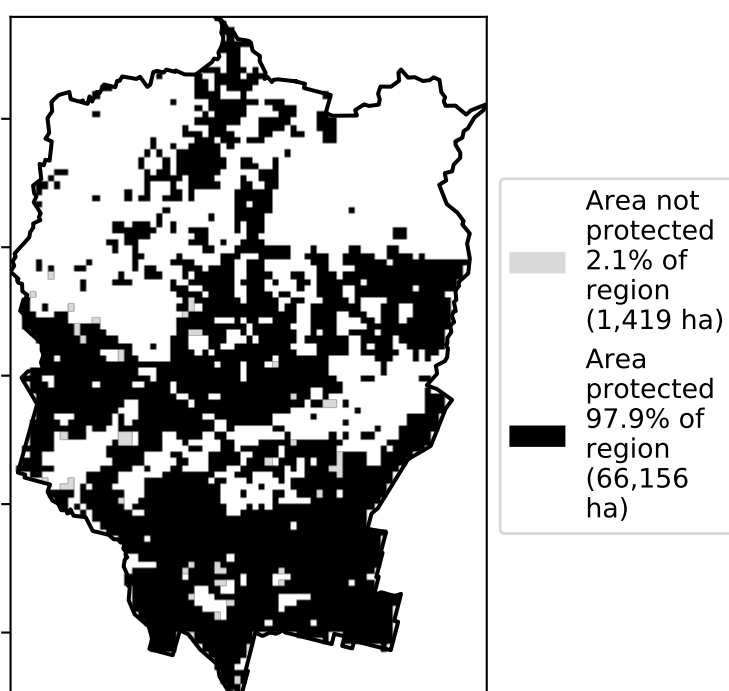 Area not
protected
2.1% of
region
(1,419 ha)
Area
protected
97.9% of
region
(66,156
ha)